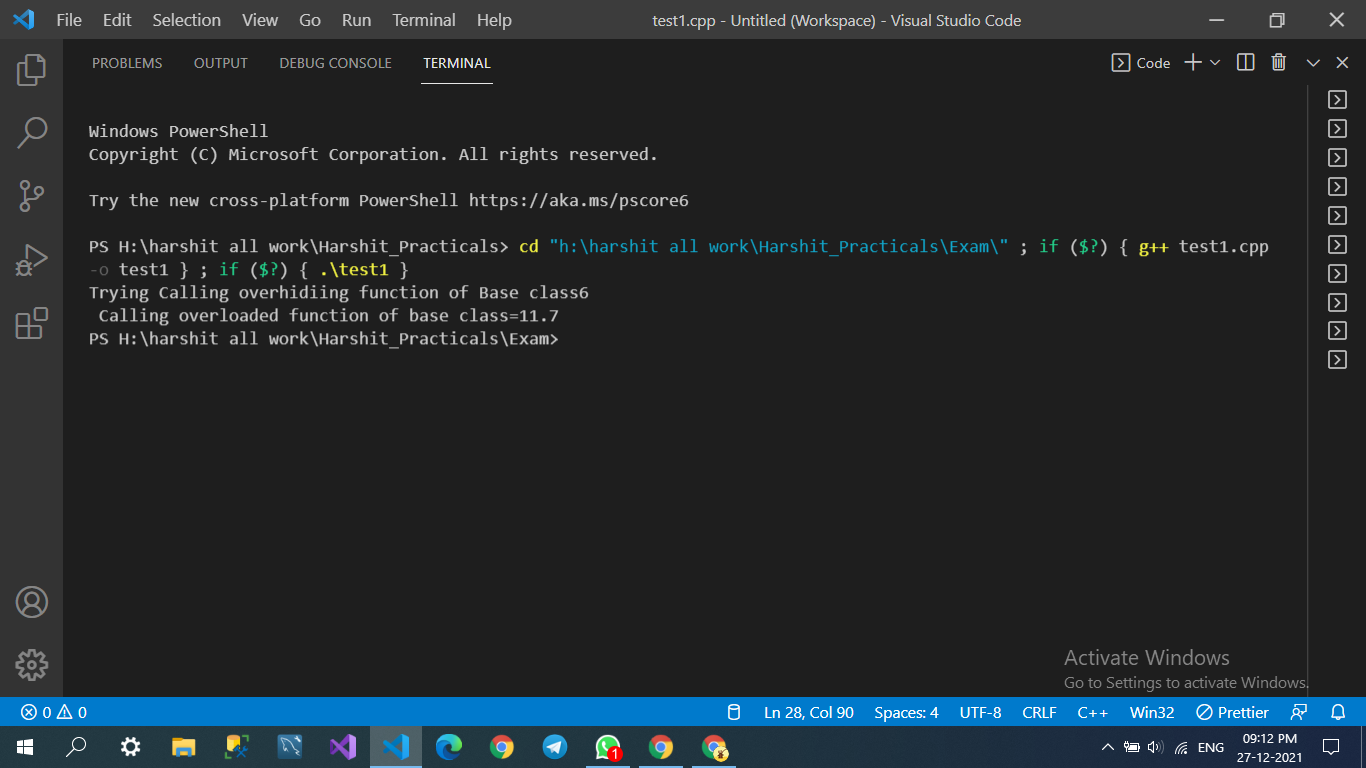 File Edit Selection View Go Run Terminal Help test1.cpp - Untitled (Workspace) - Visual Studio Code
PROBLEMS OUTPUT DEBUG CONSOLE TERMINAL Code
Windows PowerShell
Copyright (C) Microsoft Corporation. All rights reserved.
Try the new cross-platform PowerShell https://aka.ms/pscore6
PS H:\harshit all work\Harshit_Practicals> cd "h:\harshit all work\Harshit_Practicals\Exam\" ; if ($?) { g++ test1.cpp
-o test1 } ; if ($?) { .\test1 }
Trying Calling overhidiing function of Base class6
Calling overloaded function of base class=11.7
PS H:\harshit all work\Harshit_Practicals\Exam>
Activate Windows
Go to Settings to activate Windows.
0 0 Ln 28, Col 90 Spaces: 4 UTF-8 CRLF C++ Win32 Prettier
1 ENG 09:12 PM
27-12-2021